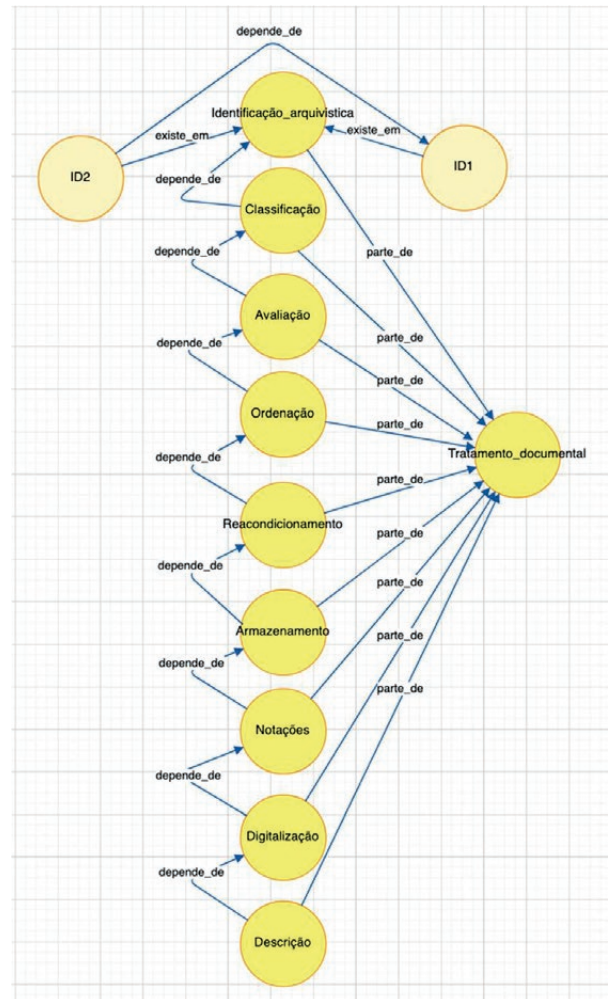 depende_de
Identificação_arquivistica
existe_em
existe_em
ID2
ID1
depende_de
Classificação
parte_de
depende_de
Avaliação
parte_de
depende_de
parte_de
Ordenação
parte_de
Tratamento_documental
depende_de
parte_de
Reacondicionamento
parte_de
depende_de
parte_de
Armazenamento
parte_de
depende_de
parte_de
Notações
depende_de
Digitalização
depende_de
Descrição